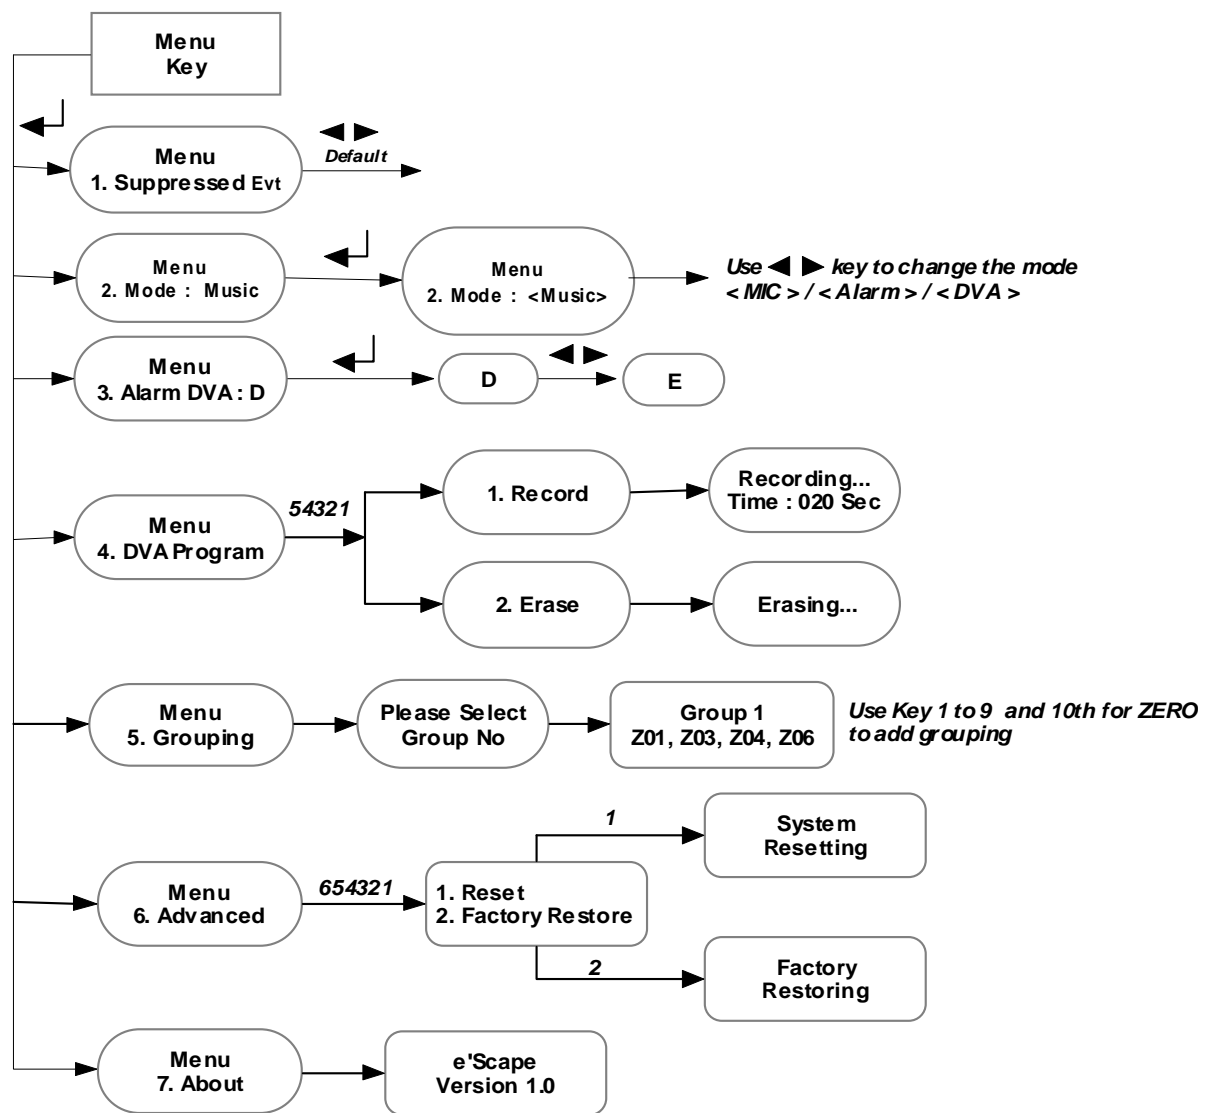 Menu
Key
Menu
1. Suppressed Evt
Default
Menu
2. Mode : Music
Menu
2. Mode : <Music>
Use ◀ ▶ key to change the mode
< MIC > / < Alarm > / < DVA >
Menu
3. Alarm DVA : D
D
E
Menu
4. DVA Program
54321
1. Record
Recording...
Time : 020 Sec
2. Erase
Erasing...
Menu
5. Grouping
Please Select
Group No
Group 1
Z01, Z03, Z04, Z06
Use Key 1 to 9 and 10th for ZERO
to add grouping
Menu
6. Advanced
654321
1. Reset
2. Factory Restore
1
System
Resetting
2
Factory
Restoring
Menu
7. About
e'Scape
Version 1.0